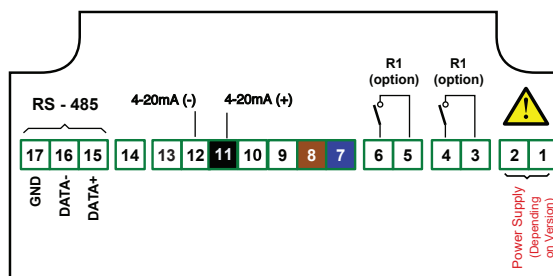 R1
(option)
R1
(option)
RS - 485
4-20mA (-)
4-20mA (+)
17 16 15 14 13 12 11 10 9 8 7 6 5 4 3 2 1
GND
DATA-
DATA+
Power Supply
(Depending
on Version)